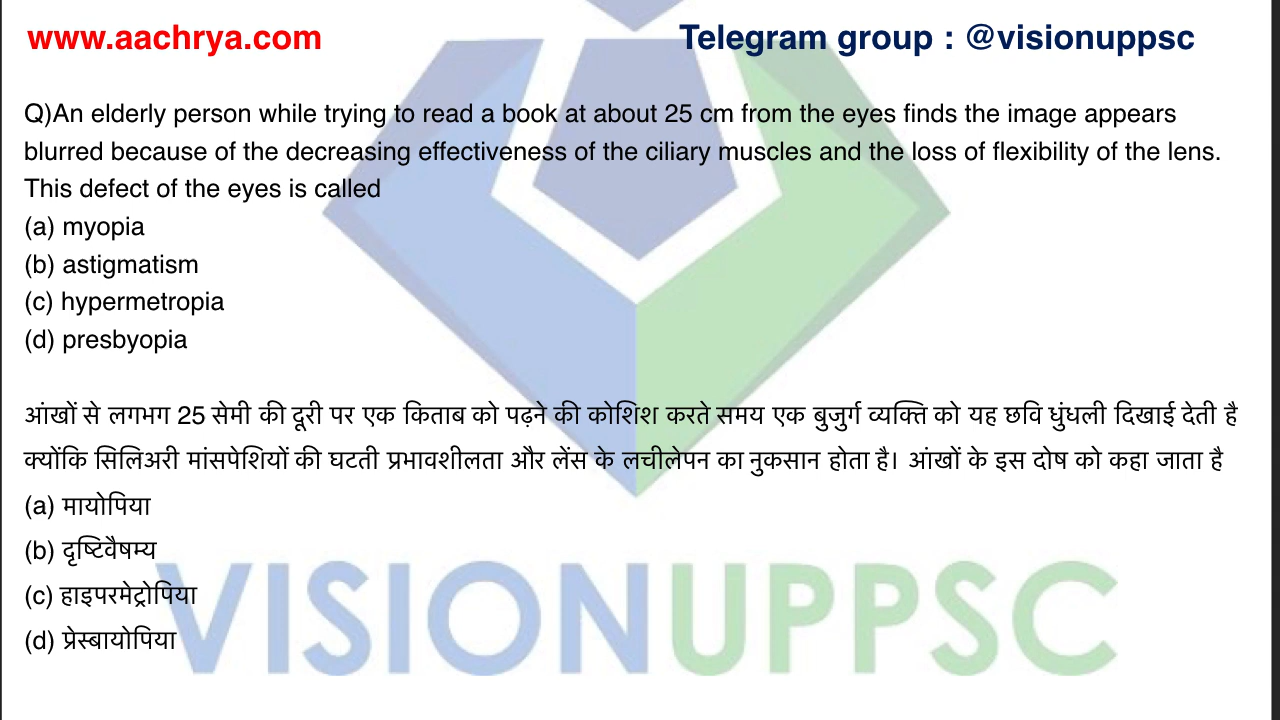 www.aachrya.com
Telegram group : @visionuppsc
Q)An elderly person while trying to read a book at about 25 cm from the eyes finds the image appears
blurred because of the decreasing effectiveness of the ciliary muscles and the loss of flexibility of the lens.
This defect of the eyes is called
(a) myopia
(b) astigmatism
(c) hypermetropia
(d) presbyopia
आंखों से लगभग 25 सेमी की दूरी पर एक किताब को पढ़ने की कोशिश करते समय एक बुजुर्ग व्यक्ति को यह छवि धुंधली दिखाई देती है
क्योंकि सिलिअरी मांसपेशियों की घटती प्रभावशीलता और लेंस के लचीलेपन का नुकसान होता है। आंखों के इस दोष को कहा जाता है
(a) मायोपिया
(b) दृष्टिवैषम्य
(c) हाइपरमेट्रोपिया
(d) प्रेस्बायोपिया
VISIONUPPSC